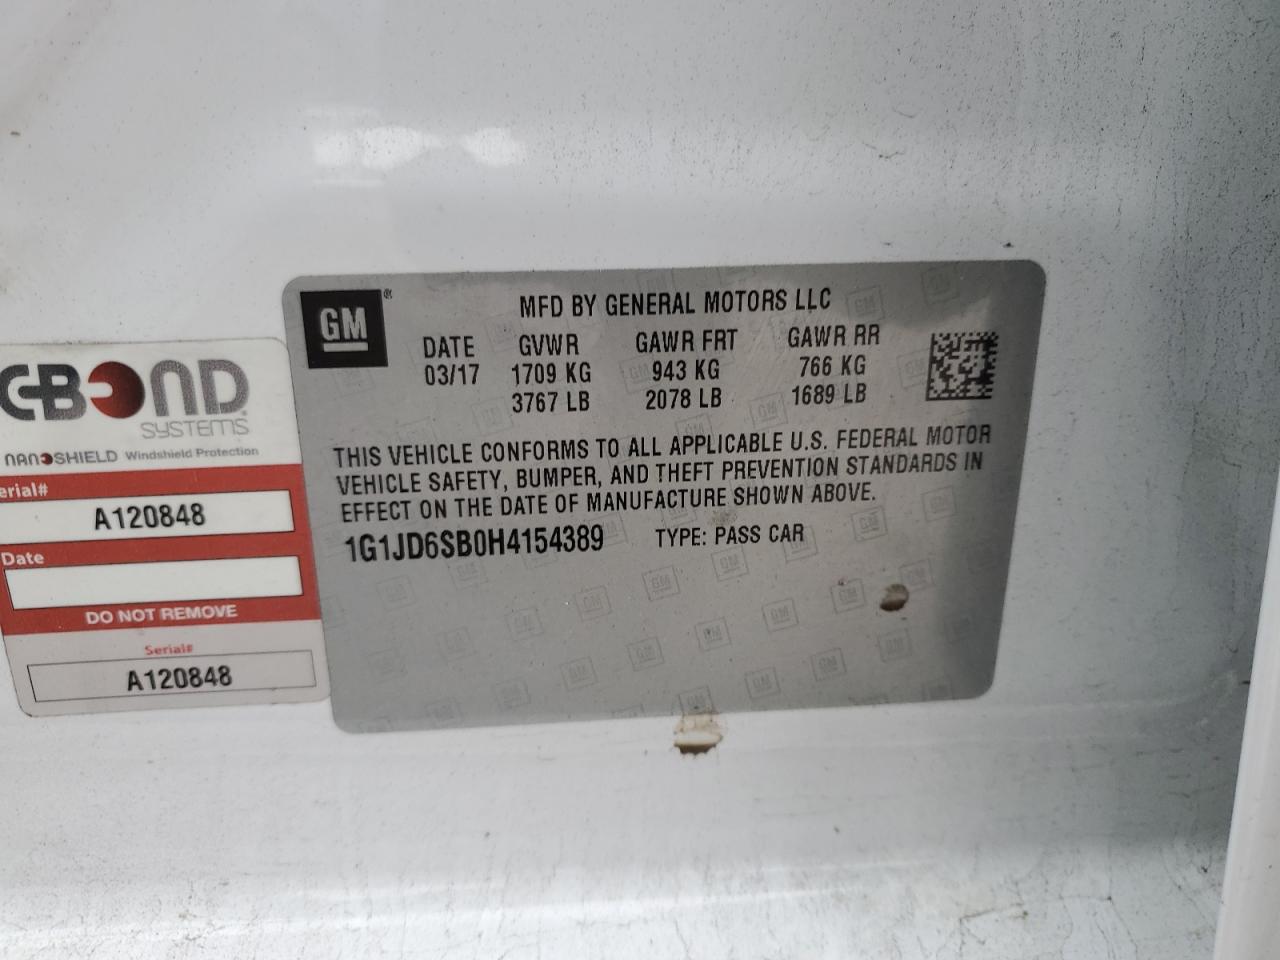 GM®
MFD BY GENERAL MOTORS LLC
DATE GVWR GAWR FRT GAWR RR
03/17 1709 KG 943 KG 766 KG
3767 LB 2078 LB 1689 LB
THIS VEHICLE CONFORMS TO ALL APPLICABLE U.S. FEDERAL MOTOR
VEHICLE SAFETY, BUMPER, AND THEFT PREVENTION STANDARDS IN
EFFECT ON THE DATE OF MANUFACTURE SHOWN ABOVE.
1G1JD6SB0H4154389 TYPE: PASS CAR
C-BOND
SYSTEMS
NANOSHIELD Windshield Protection
erial#
A120848
Date
DO NOT REMOVE
Serial#
A120848